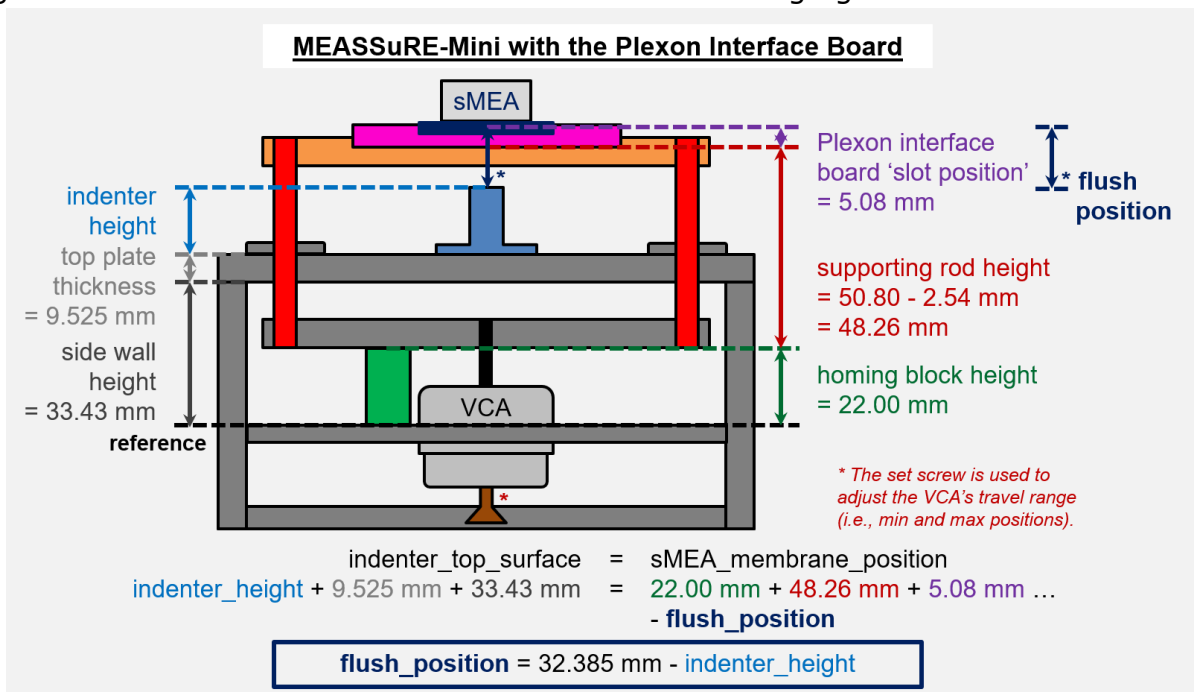 MEASSuRE-Mini with the Plexon Interface Board
sMEA
Plexon interface
board ‘slot position’
= 5.08 mm
* flush
position
*
indenter
height
top plate
thickness
= 9.525 mm
side wall
height
= 33.43 mm
reference
supporting rod height
= 50.80 - 2.54 mm
= 48.26 mm
homing block height
= 22.00 mm
VCA
*
* The set screw is used to
adjust the VCA’s travel range
(i.e., min and max positions).
indenter_top_surface = sMEA_membrane_position
indenter_height + 9.525 mm + 33.43 mm = 22.00 mm + 48.26 mm + 5.08 mm …
- flush_position
flush_position = 32.385 mm - indenter_height